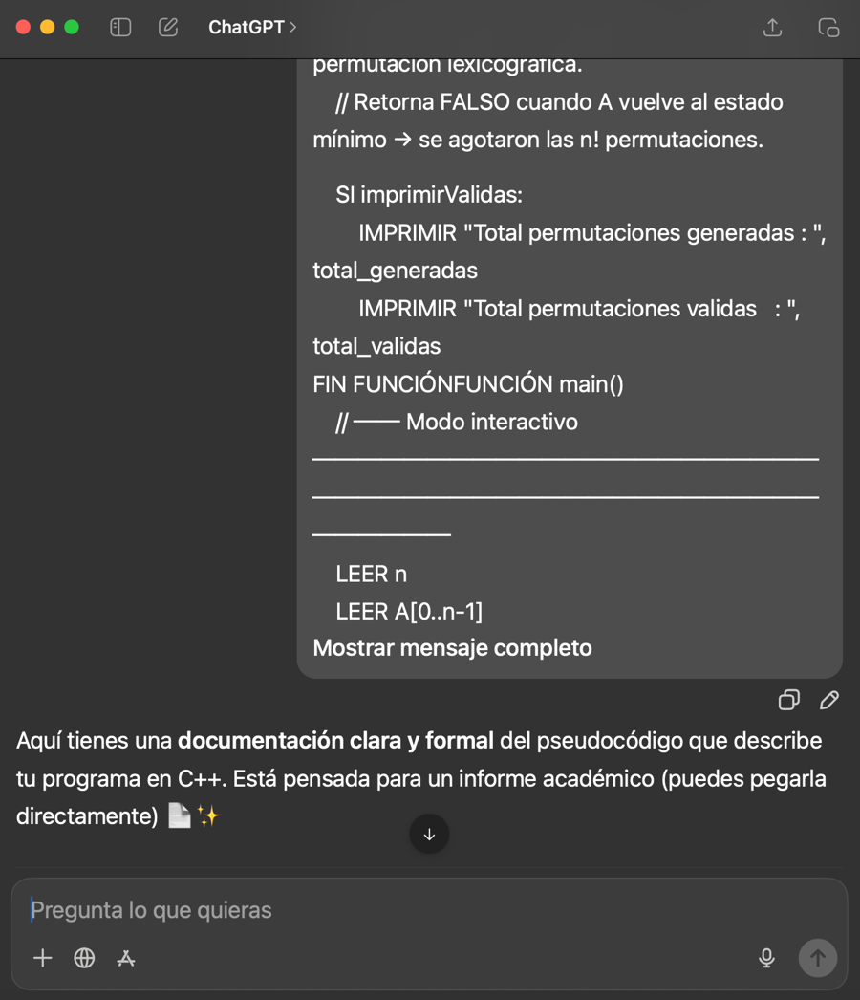 ChatGPT
permutación lexicográfica.
// Retorna FALSO cuando A vuelve al estado
mínimo → se agotaron las n! permutaciones.
SI imprimirValidas:
IMPRIMIR "Total permutaciones generadas : ",
total_generadas
IMPRIMIR "Total permutaciones validas   : ",
total_validas
FIN FUNCIÓNFUNCIÓN main()
// ─── Modo interactivo
──────────────────────
──────────────────────
──────
LEER n
LEER A[0..n-1]
Mostrar mensaje completo
Aquí tienes una documentación clara y formal del pseudocódigo que describe
tu programa en C++. Está pensada para un informe académico (puedes pegarla
directamente) 📄✨
Pregunta lo que quieras